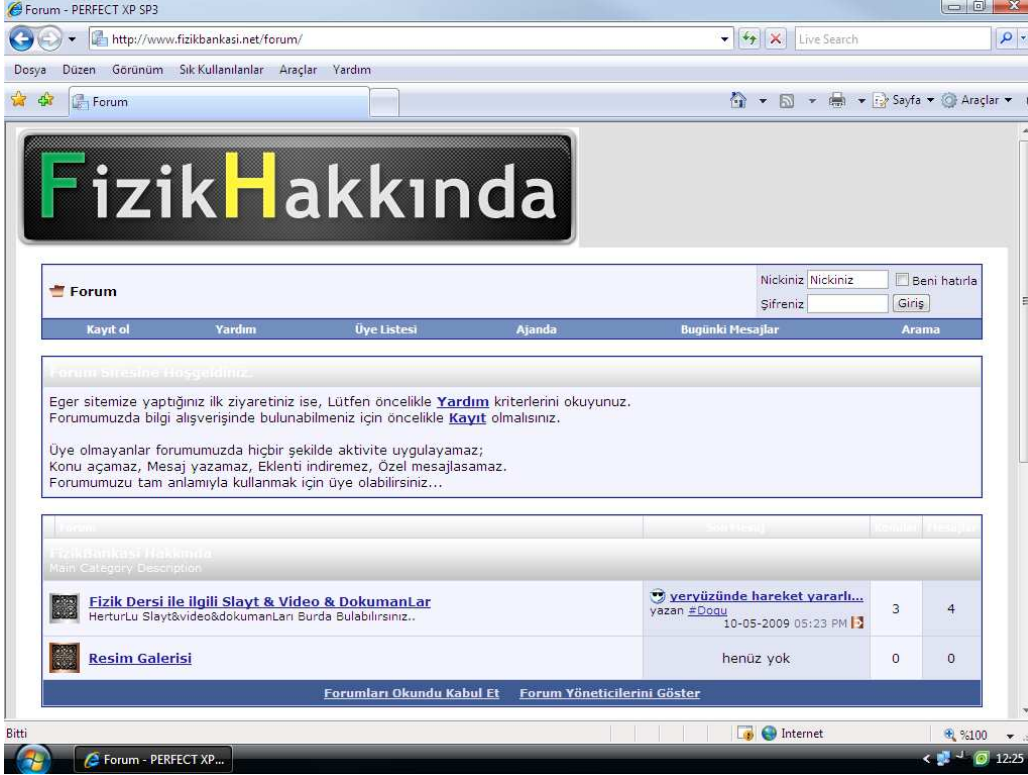 Forum - PERFECT XP SP3
http://www.fizikbankasi.net/forum/
Live Search
Dosya Düzen Görünüm Sık Kullanılanlar Araçlar Yardım
Forum
Sayfa Araçlar
FizikHakkında
Forum
Nickiniz Nickiniz Beni hatırla
Şifreniz Giriş
Kayıt ol Yardım Üye Listesi Ajanda Bugünki Mesajlar Arama
Forum Sitesine Hoşgeldiniz.
Eger sitemize yaptığınız ilk ziyaretiniz ise, Lütfen öncelikle Yardım kriterlerini okuyunuz.
Forumumuzda bilgi alışverişinde bulunabilmeniz için öncelikle Kayıt olmalısınız.
Üye olmayanlar forumumuzda hiçbir şekilde aktivite uygulayamaz;
Konu açamaz, Mesaj yazamaz, Eklenti indiremez, Özel mesajlasamaz.
Forumumuzu tam anlamıyla kullanmak için üye olabilirsiniz...
Forum Son Mesaj Konular Mesajlar
FizikBankasi Hakkinda
Main Category Description
Fizik Dersi ile ilgili Slayt & Video & DokumanLar
HerturLu Slayt&video&dokumanLarı Burda Bulabılırsınız..
yeryüzünde hareket yararlı...
yazan #Dogu
10-05-2009 05:23 PM
3 4
Resim Galerisi
henüz yok
0 0
Forumları Okundu Kabul Et Forum Yöneticilerini Göster
Bitti
Internet
%100
Forum - PERFECT XP...
12:25